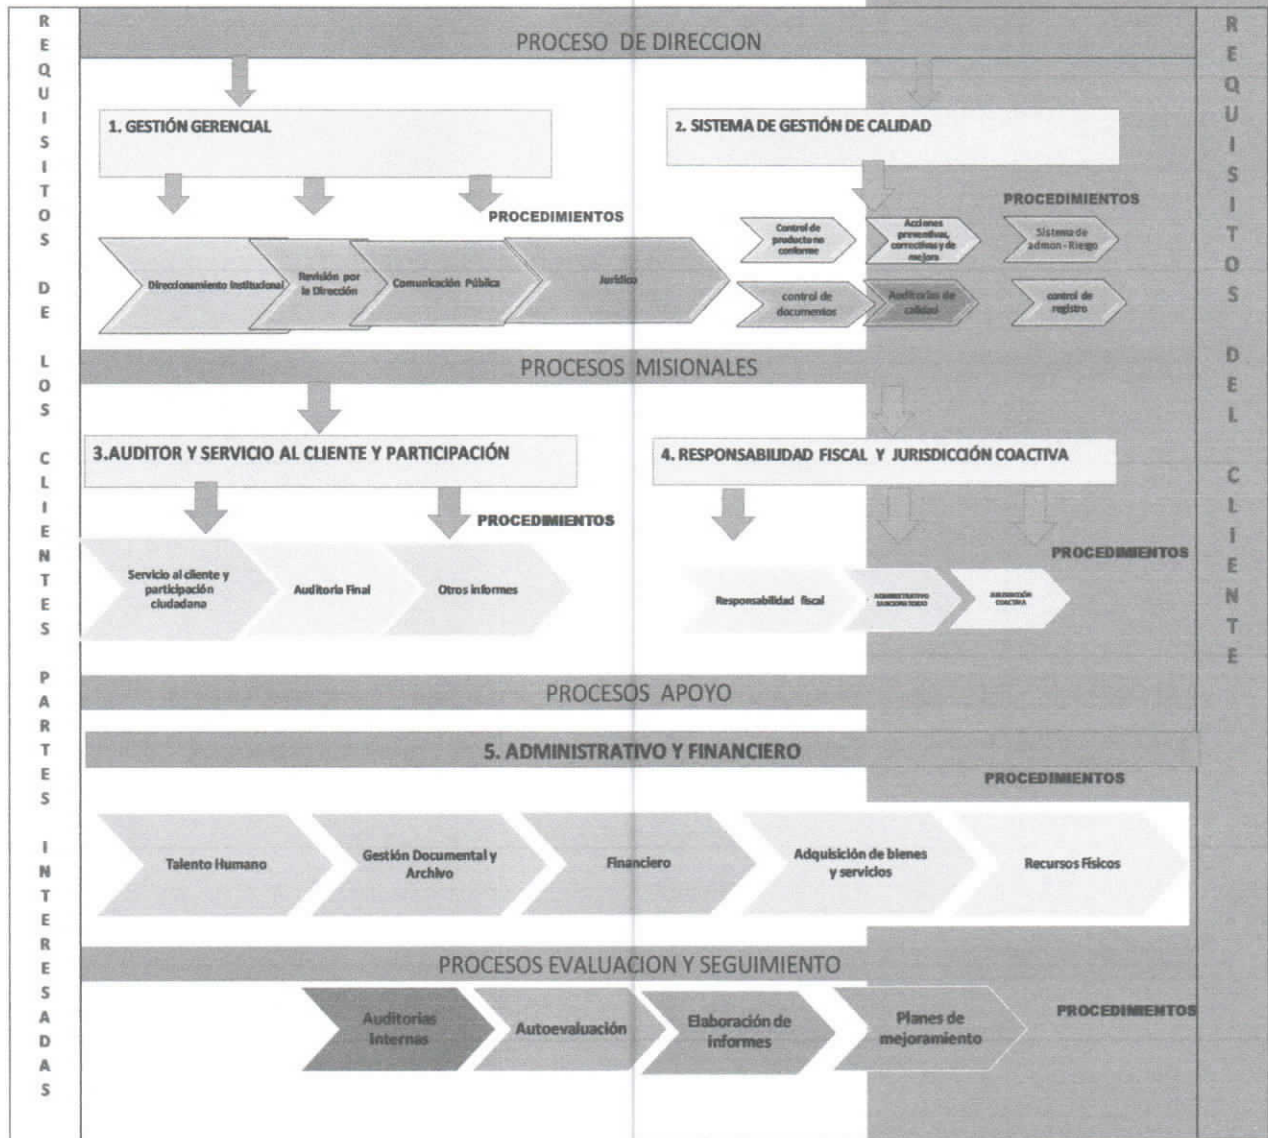 REQUISITOS DE LOS CLIENTES PARTES INTERESADAS
PROCESO DE DIRECCION
1. GESTIÓN GERENCIAL
2. SISTEMA DE GESTIÓN DE CALIDAD
PROCEDIMIENTOS
Direccionamiento Institucional
Revisión por
la Dirección
Comunicación Pública
Jurídico
PROCEDIMIENTOS
Control de
producto no
conforme
Acciones
preventivas,
correctivas y de
mejora
Sistema de
admon - Riesgo
control de
documentos
Auditorias de
calidad
control de
registro
PROCESOS MISIONALES
3.AUDITOR Y SERVICIO AL CLIENTE Y PARTICIPACIÓN
4. RESPONSABILIDAD FISCAL Y JURISDICCIÓN COACTIVA
PROCEDIMIENTOS
Servicio al cliente y
participación
ciudadana
Auditoria Final
Otros informes
PROCEDIMIENTOS
Responsabilidad fiscal
ADMINISTRATIVO
SANCIONATORIO
JURISDICCIÓN
COACTIVA
PROCESOS APOYO
5. ADMINISTRATIVO Y FINANCIERO
PROCEDIMIENTOS
Talento Humano
Gestión Documental y
Archivo
Financiero
Adquisición de bienes
y servicios
Recursos Físicos
PROCESOS EVALUACION Y SEGUIMIENTO
PROCEDIMIENTOS
Auditorias
Internas
Autoevaluación
Elaboración de
informes
Planes de
mejoramiento
REQUISITOS DEL CLIENTE